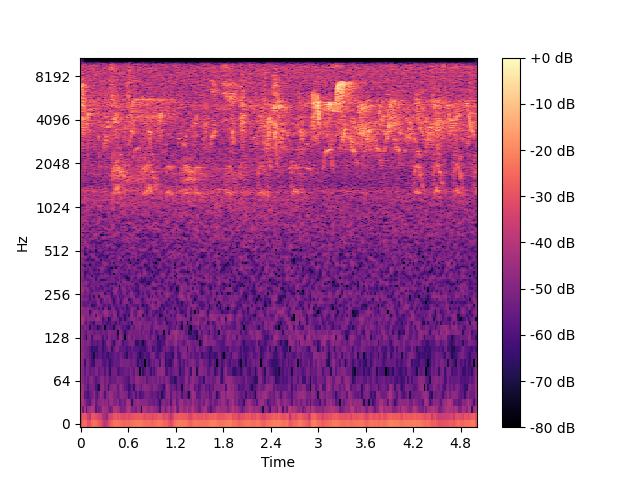 Hz
8192
4096
2048
1024
512
256
128
64
0
0 0.6 1.2 1.8 2.4 3 3.6 4.2 4.8
Time
+0 dB
-10 dB
-20 dB
-30 dB
-40 dB
-50 dB
-60 dB
-70 dB
-80 dB